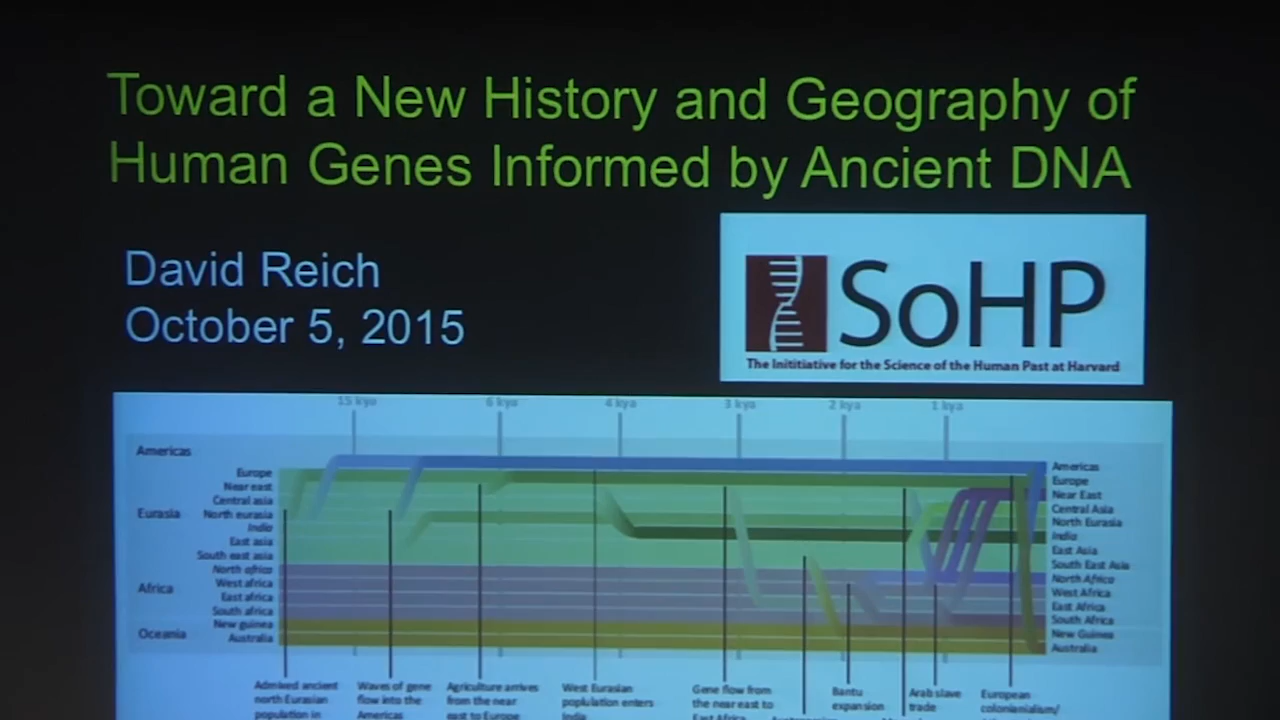 Toward a New History and Geography of
Human Genes Informed by Ancient DNA
David Reich
October 5, 2015
SoHP
The Inititiative for the Science of the Human Past at Harvard
15 kya
6 kya
4 kya
3 kya
2 kya
1 kya
Americas
Europe
Near east
Central asia
Eurasia
North eurasia
India
East asia
South east asia
North africa
Africa
West africa
East africa
South africa
New guinea
Oceania
Australia
Americas
Europe
Near East
Central Asia
North Eurasia
India
East Asia
South East Asia
North Africa
West Africa
East Africa
South Africa
New Guinea
Australia
Admixed ancient
north Eurasian
population in
Waves of gene
flow into the
Americas
Agriculture arrives
from the near
east to Europe
West Eurasian
poplulation enters
India
Gene flow from
the near east to
East Africa
Bantu
expansion
Arab slave
trade
European
colonianialism/